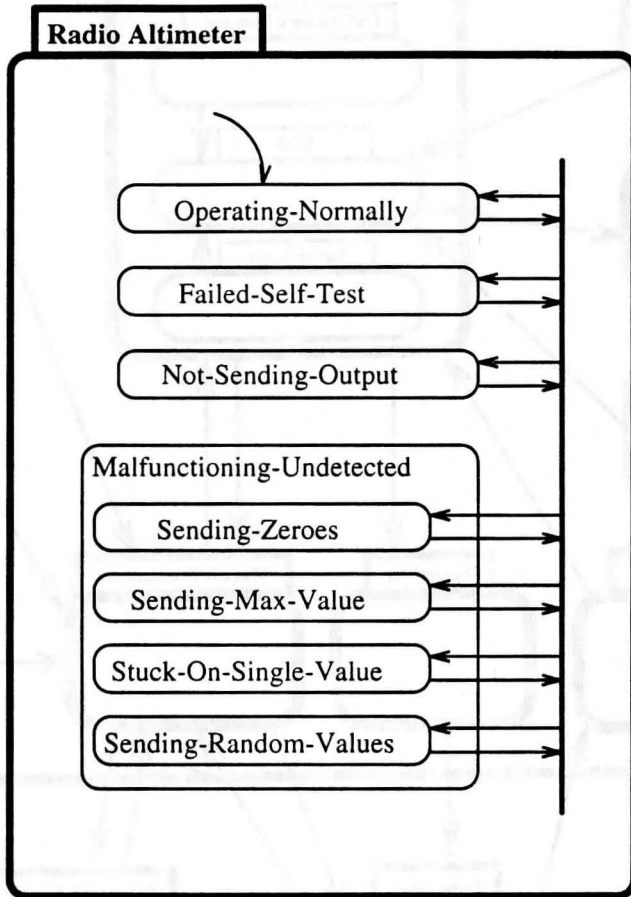 Radio Altimeter
Operating-Normally
Failed-Self-Test
Not-Sending-Output
Malfunctioning-Undetected
Sending-Zeroes
Sending-Max-Value
Stuck-On-Single-Value
Sending-Random-Values